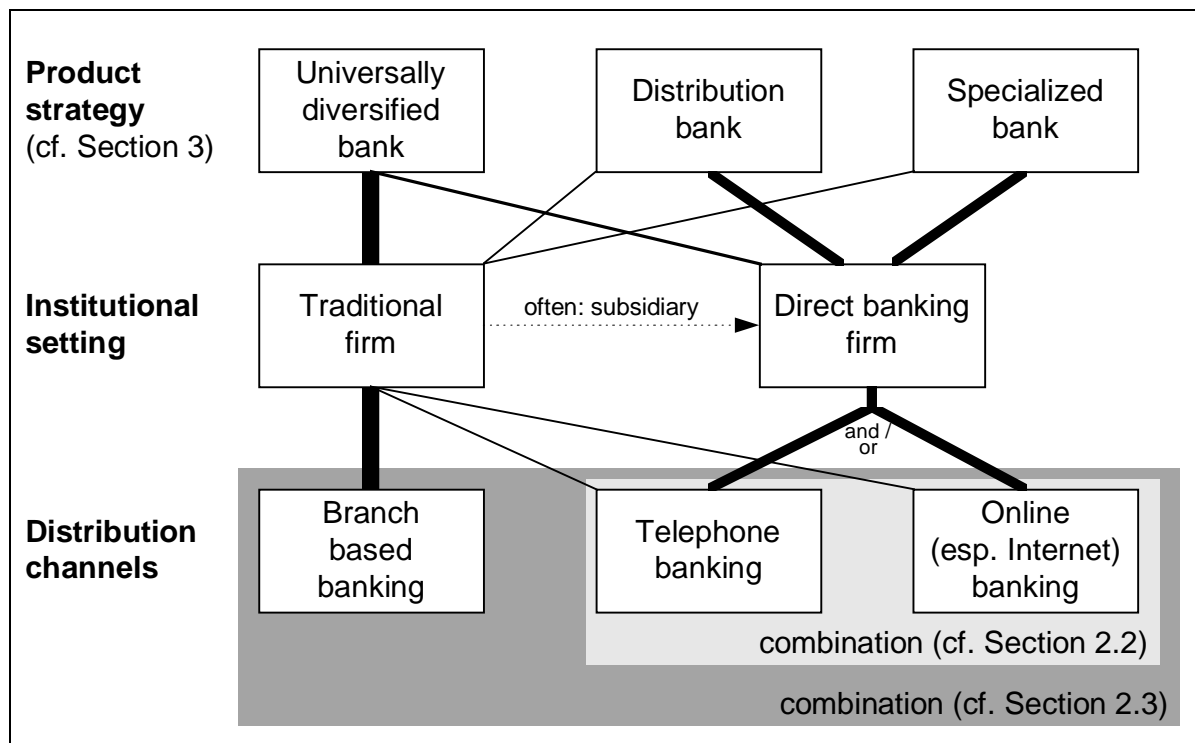 Product
strategy
(cf. Section 3)
Universally
diversified
bank
Distribution
bank
Specialized
bank
Institutional
setting
Traditional
firm
often: subsidiary
Direct banking
firm
and /
or
Distribution
channels
Branch
based
banking
Telephone
banking
Online
(esp. Internet)
banking
combination (cf. Section 2.2)
combination (cf. Section 2.3)